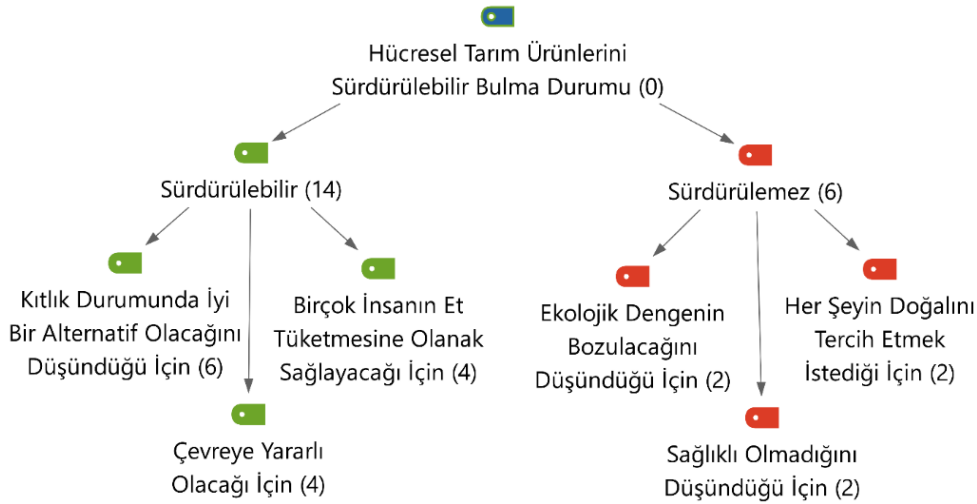 Hücresel Tarım Ürünlerini
Sürdürülebilir Bulma Durumu (0)
Sürdürülebilir (14)
Sürdürülemez (6)
Kıtlık Durumunda İyi
Bir Alternatif Olacağını
Düşündüğü İçin (6)
Birçok İnsanın Et
Tüketmesine Olanak
Sağlayacağı İçin (4)
Ekolojik Dengenin
Bozulacağını
Düşündüğü İçin (2)
Her Şeyin Doğalını
Tercih Etmek
İstediği İçin (2)
Çevreye Yararlı
Olacağı İçin (4)
Sağlıklı Olmadığını
Düşündüğü İçin (2)